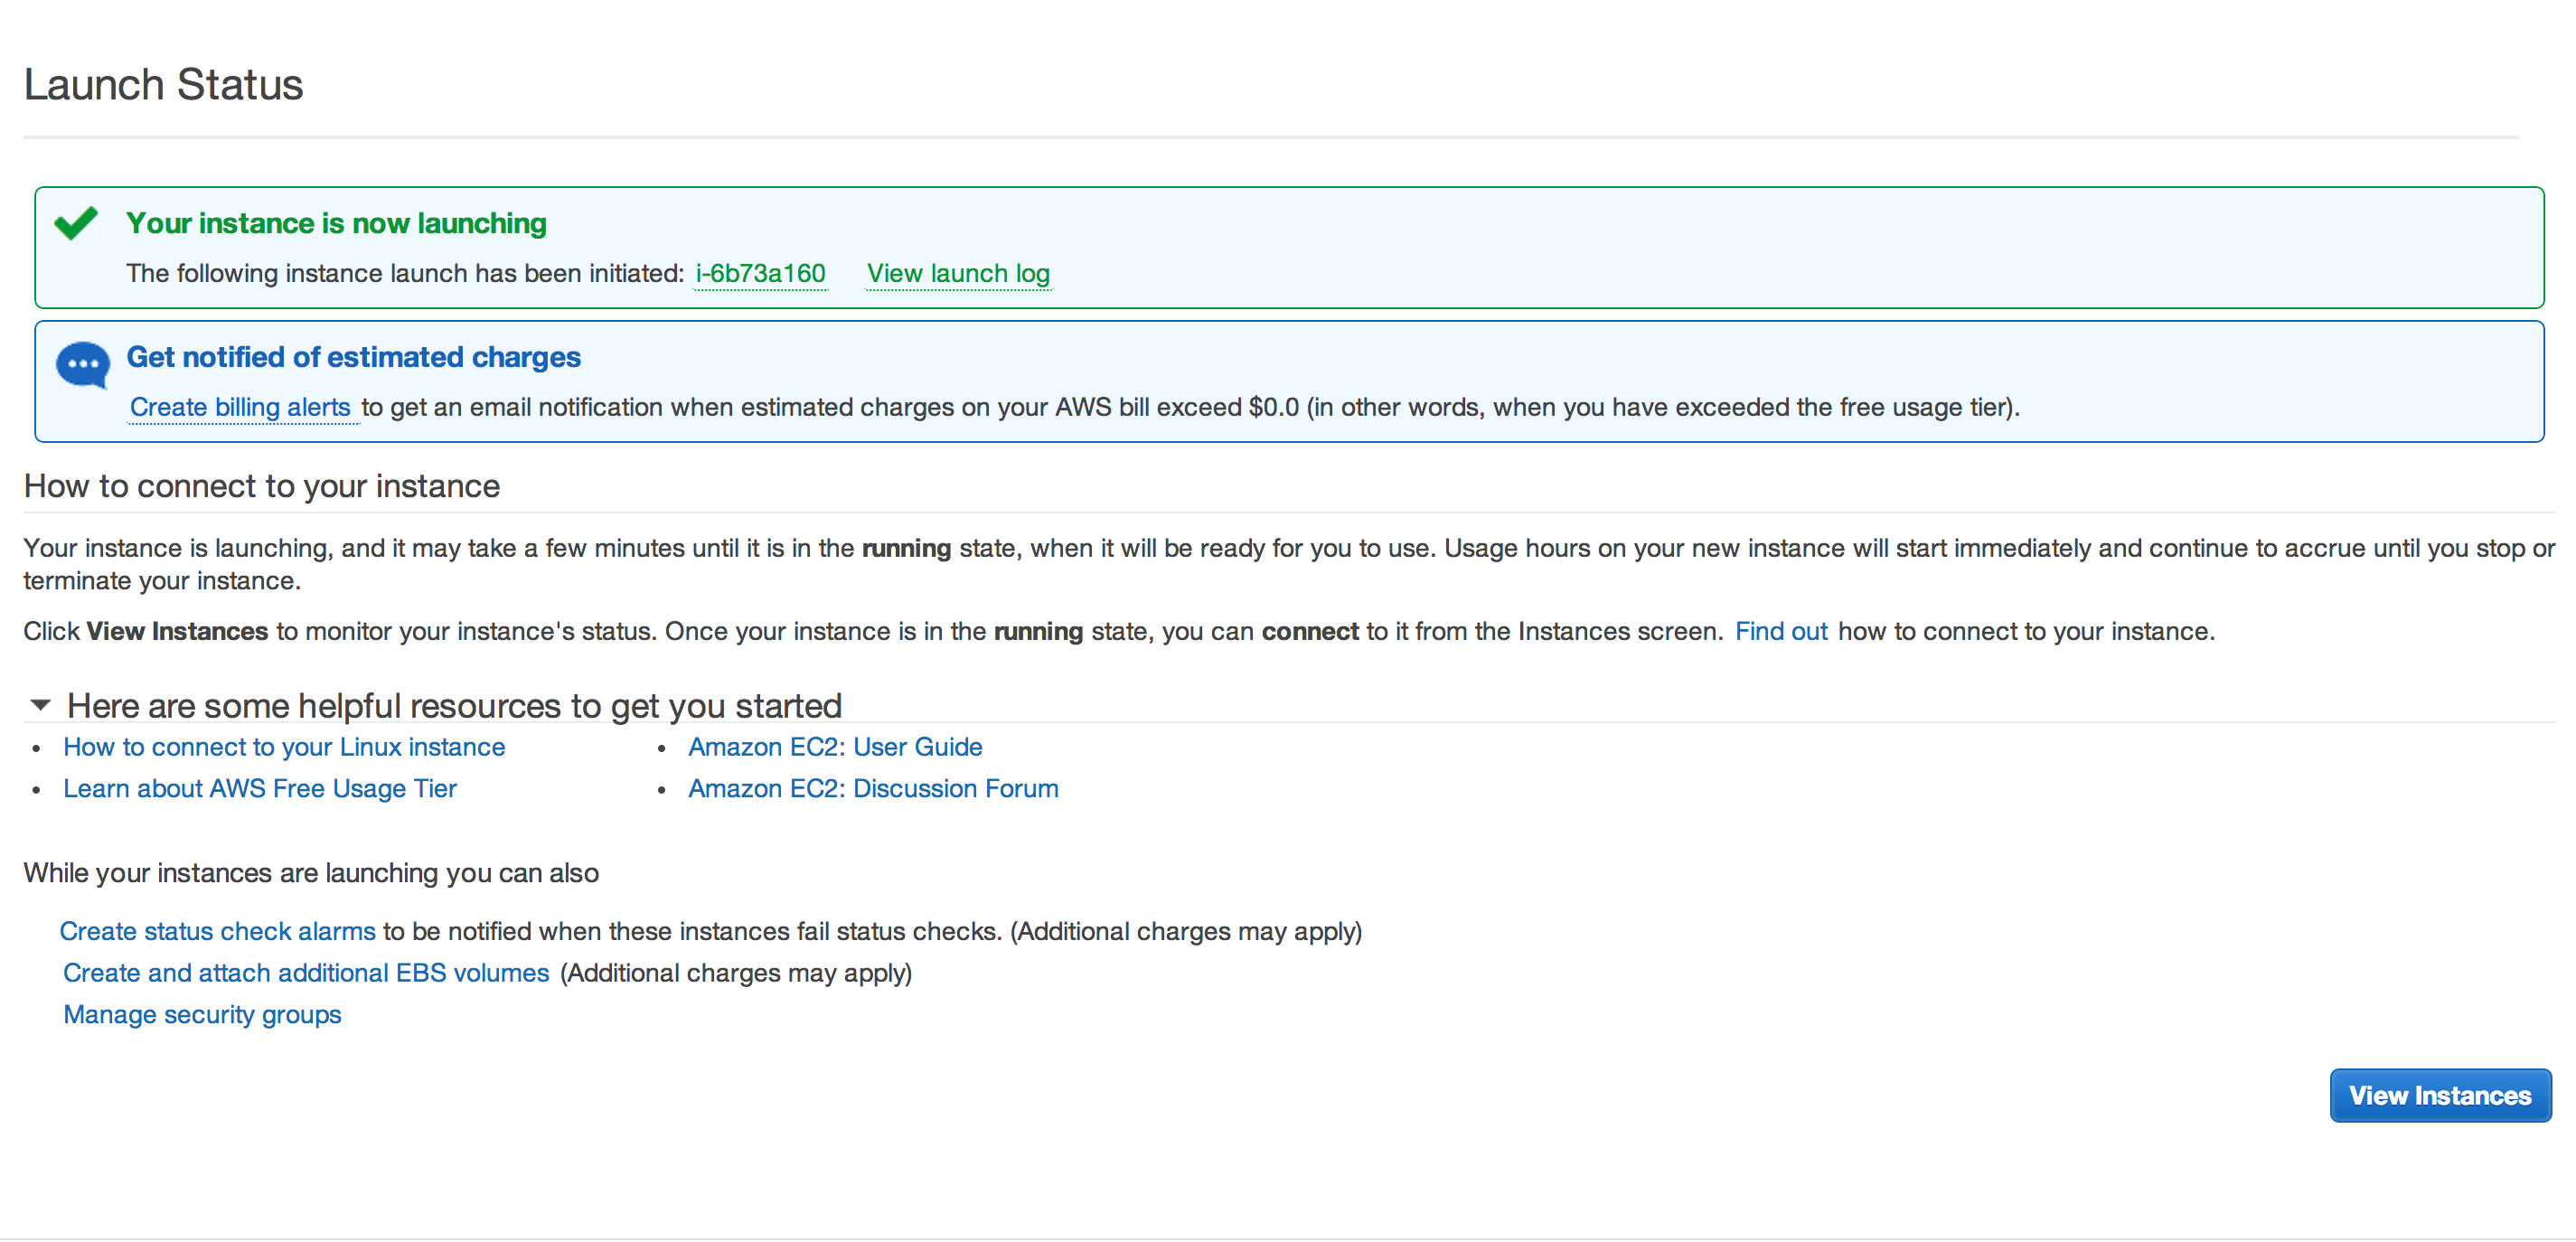 Launch Status
Your instance is now launching
The following instance launch has been initiated: i-6b73a160 View launch log
Get notified of estimated charges
Create billing alerts to get an email notification when estimated charges on your AWS bill exceed $0.0 (in other words, when you have exceeded the free usage tier).
How to connect to your instance
Your instance is launching, and it may take a few minutes until it is in the running state, when it will be ready for you to use. Usage hours on your new instance will start immediately and continue to accrue until you stop or
terminate your instance.
Click View Instances to monitor your instance's status. Once your instance is in the running state, you can connect to it from the Instances screen. Find out how to connect to your instance.
Here are some helpful resources to get you started
• How to connect to your Linux instance
• Learn about AWS Free Usage Tier
• Amazon EC2: User Guide
• Amazon EC2: Discussion Forum
While your instances are launching you can also
Create status check alarms to be notified when these instances fail status checks. (Additional charges may apply)
Create and attach additional EBS volumes (Additional charges may apply)
Manage security groups
View Instances